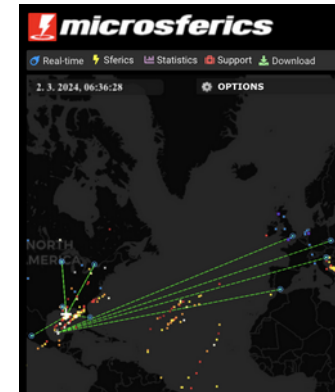 microsferics
Real-time Sferics Statistics Support Download
2. 3. 2024, 06:36:28 OPTIONS
NORTH
MERICA